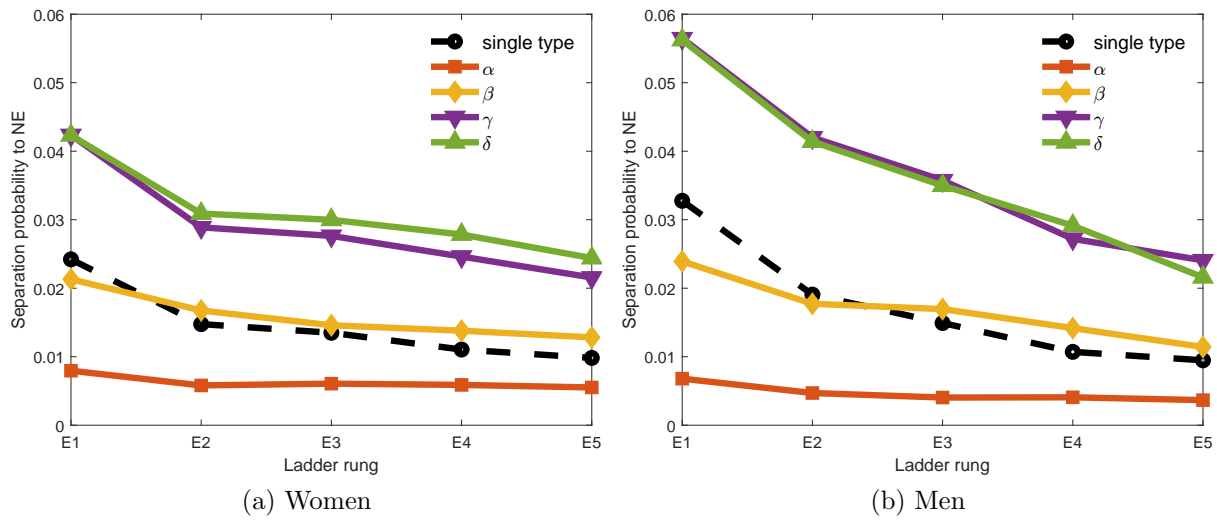 0.06
0.05
0.04
0.03
0.02
0.01
0
Separation probability to NE
single type
α
β
γ
δ
E1 E2 E3 E4 E5
Ladder rung
(a) Women
0.06
0.05
0.04
0.03
0.02
0.01
0
Separation probability to NE
single type
α
β
γ
δ
E1 E2 E3 E4 E5
Ladder rung
(b) Men